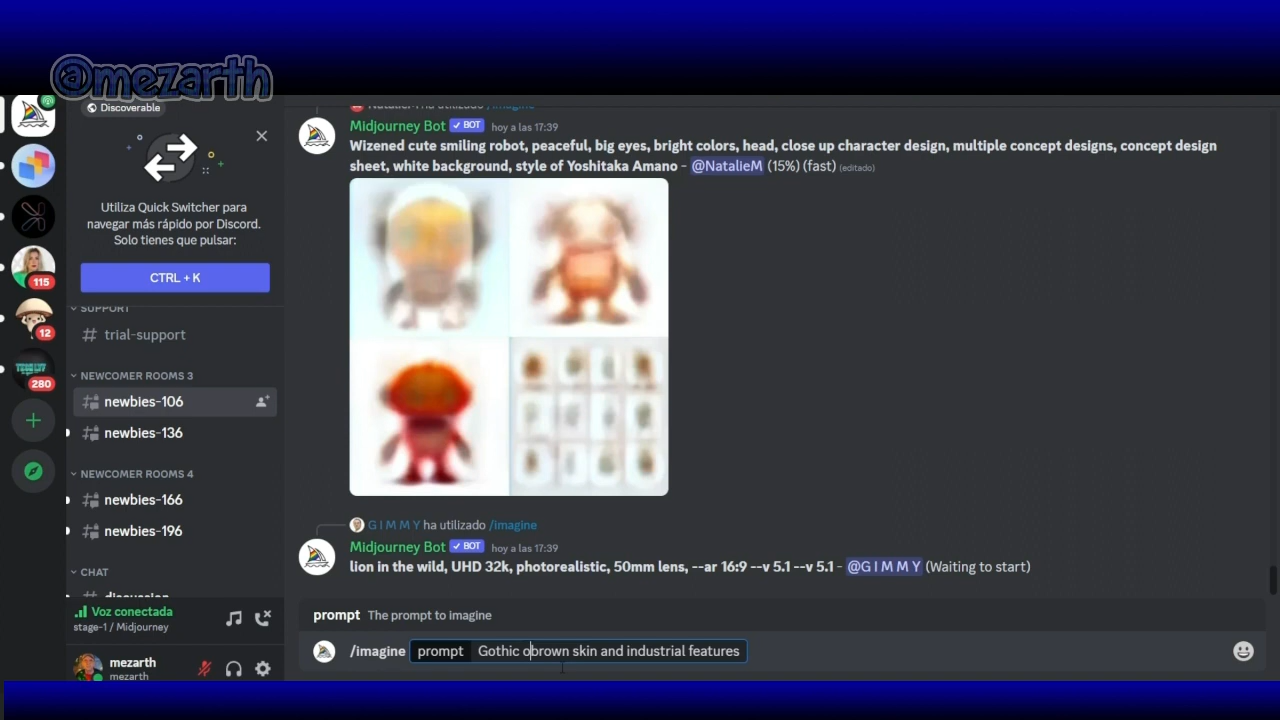 @mezarth
Discoverable
Utiliza Quick Switcher para
navegar más rápido por Discord.
Solo tienes que pulsar:
CTRL + K
SUPPORT
trial-support
NEWCOMER ROOMS 3
newbies-106
newbies-136
NEWCOMER ROOMS 4
newbies-166
newbies-196
CHAT
discussion
Voz conectada
stage-1 / Midjourney
mezarth
mezarth
115
12
280
NatalieM ha utilizado /imagine
Midjourney Bot BOT hoy a las 17:39
Wizened cute smiling robot, peaceful, big eyes, bright colors, head, close up character design, multiple concept designs, concept design
sheet, white background, style of Yoshitaka Amano - @NatalieM (15%) (fast) (editado)
G I M M Y ha utilizado /imagine
Midjourney Bot BOT hoy a las 17:39
lion in the wild, UHD 32k, photorealistic, 50mm lens, --ar 16:9 --v 5.1 --v 5.1 - @G I M M Y (Waiting to start)
prompt The prompt to imagine
/imagine prompt Gothic obrown skin and industrial features